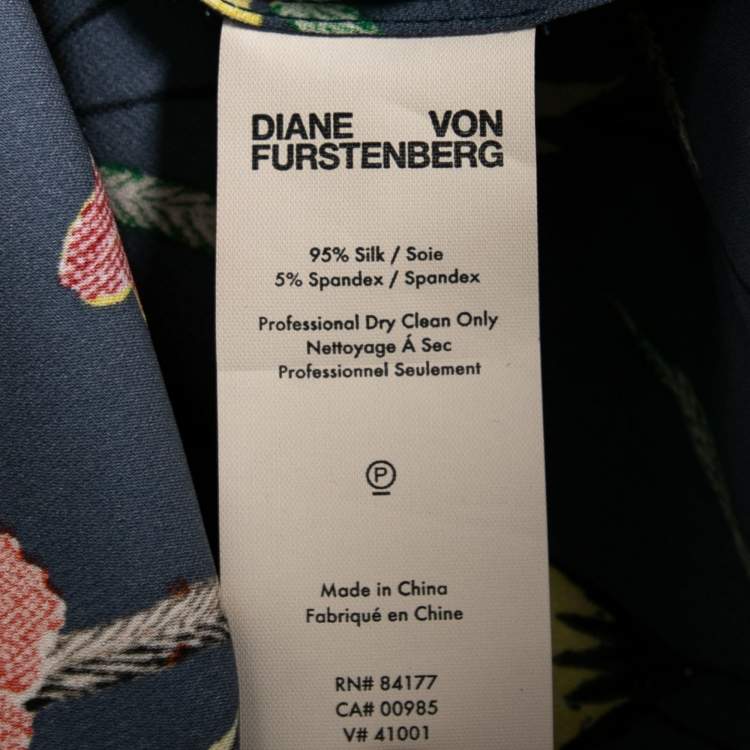 DIANE VON
FURSTENBERG
95% Silk / Soie
5% Spandex / Spandex
Professional Dry Clean Only
Nettoyage Á Sec
Professionnel Seulement
P
Made in China
Fabriqué en Chine
RN# 84177
CA# 00985
V# 41001